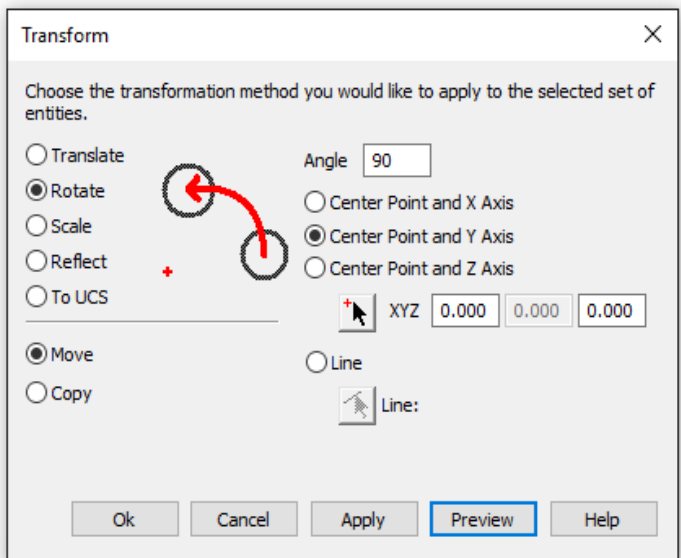 Transform
Choose the transformation method you would like to apply to the selected set of
entities.
Translate
Rotate
Scale
Reflect
To UCS
Move
Copy
Angle 90
Center Point and X Axis
Center Point and Y Axis
Center Point and Z Axis
XYZ 0.000 0.000 0.000
Line
Line:
Ok Cancel Apply Preview Help